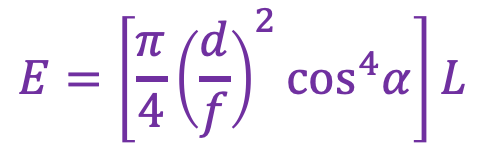 E = [π/4 (d/f)² cos⁴α] L